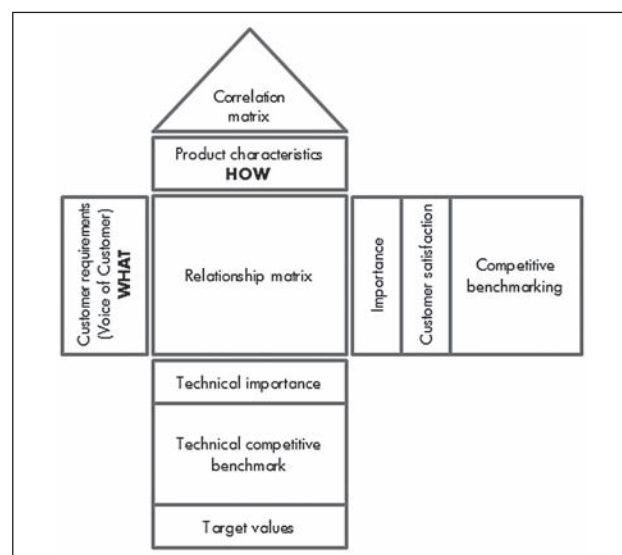 Correlation
matrix
Product characteristics
HOW
Customer requirements
(Voice of Customer)
WHAT
Relationship matrix
Importance
Customer satisfaction
Competitive
benchmarking
Technical importance
Technical competitive
benchmark
Target values